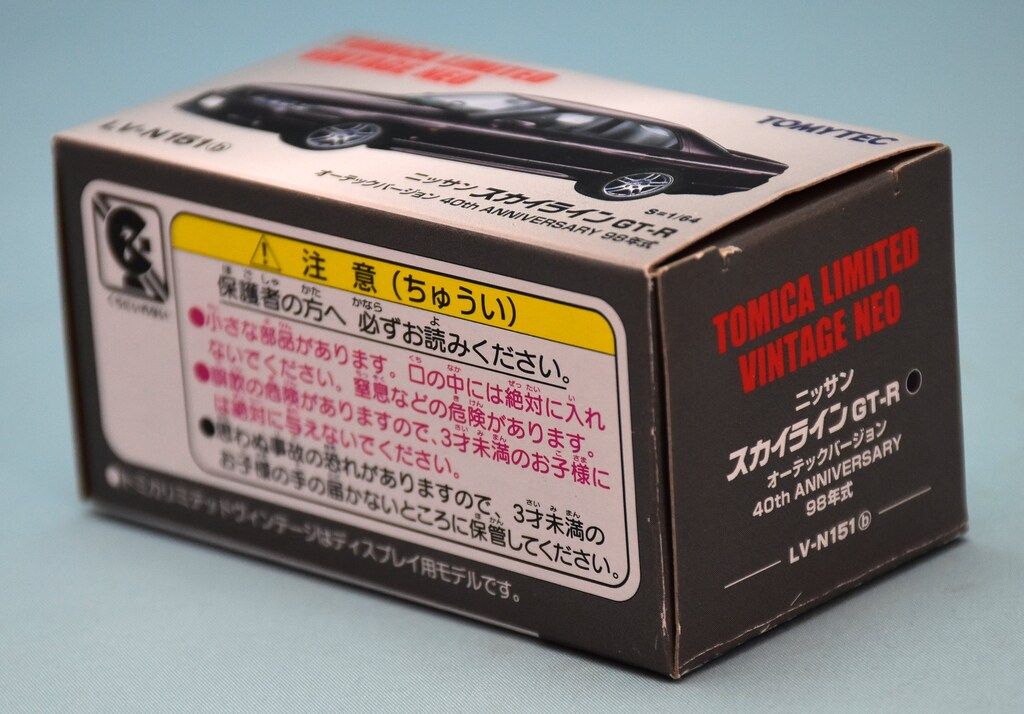 TOMICA LIMITED
VINTAGE NEO
TOMYTEC
LV-N151ⓑ
S=1/64
ニッサン スカイライン GT-R
オーテックバージョン 40th ANNIVERSARY 98年式
注意(ちゅうい)
保護者の方へ 必ずお読みください。
●小さな部品があります。口の中には絶対に入れ
ないでください。窒息などの危険があります。
●誤飲の危険がありますので、3才未満のお子様に
は絶対に与えないでください。
●思わぬ事故の恐れがありますので、3才未満の
お子様の手の届かないところに保管してください。
●トミカリミテッドヴィンテージはディスプレイ用モデルです。
TOMICA LIMITED
VINTAGE NEO
ニッサン
スカイライン GT-R
オーテックバージョン
40th ANNIVERSARY
98年式
LV-N151ⓑ